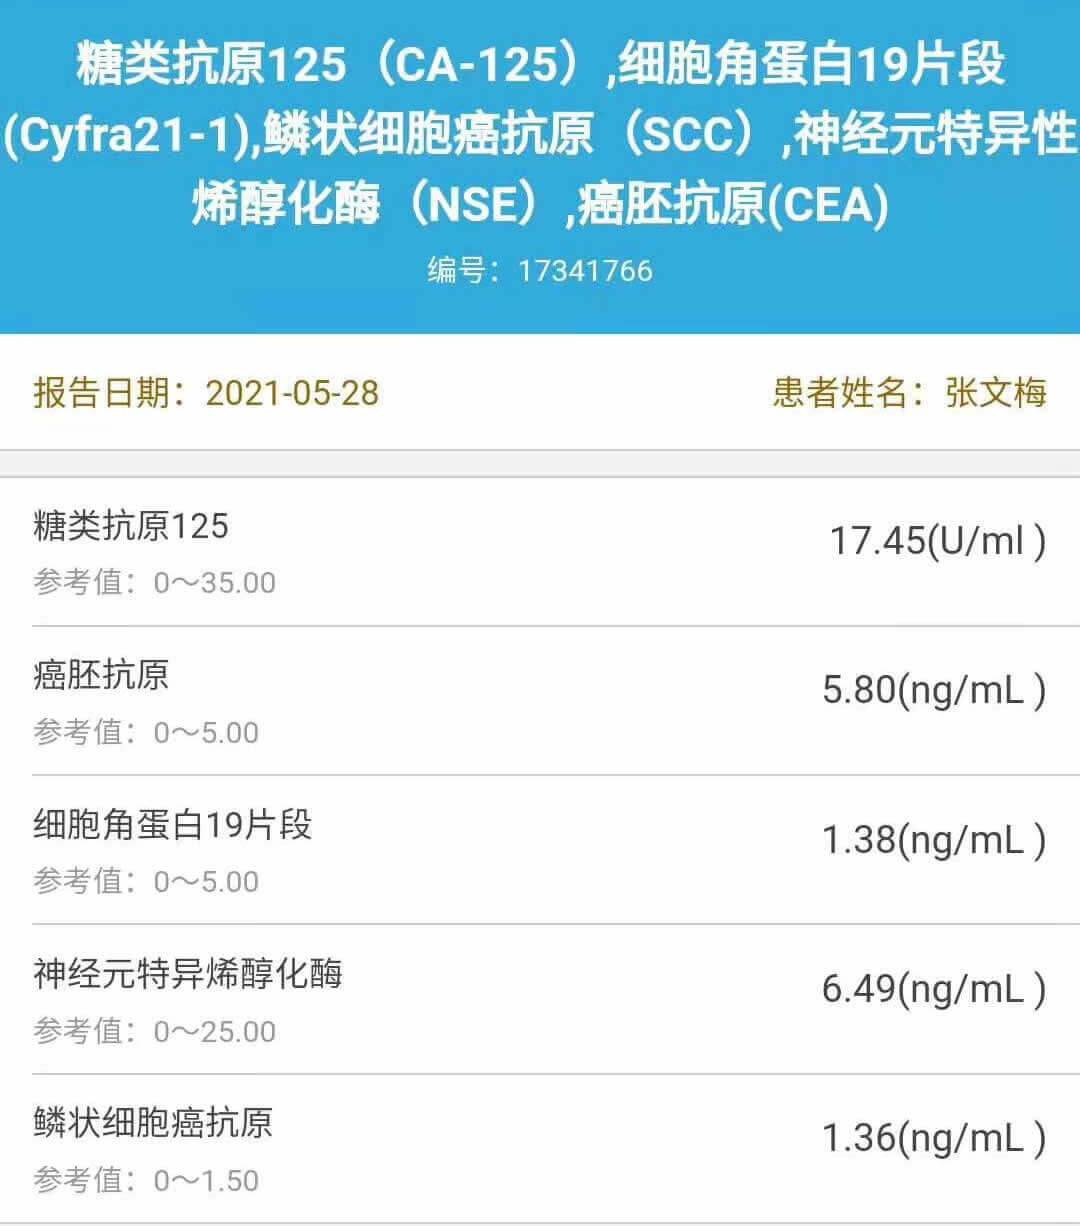 糖类抗原125（CA-125）,细胞角蛋白19片段
(Cyfra21-1),鳞状细胞癌抗原（SCC）,神经元特异性
烯醇化酶（NSE）,癌胚抗原(CEA)
编号：17341766
报告日期：2021-05-28
患者姓名：张文梅
糖类抗原125
17.45(U/ml )
参考值：0～35.00
癌胚抗原
5.80(ng/mL )
参考值：0～5.00
细胞角蛋白19片段
1.38(ng/mL )
参考值：0～5.00
神经元特异烯醇化酶
6.49(ng/mL )
参考值：0～25.00
鳞状细胞癌抗原
1.36(ng/mL )
参考值：0～1.50